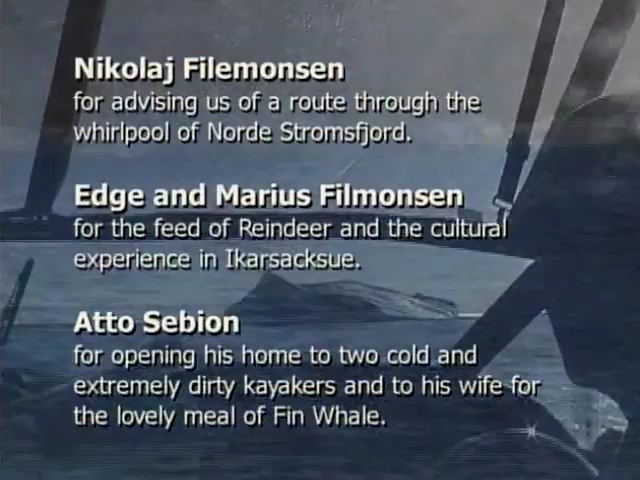 Nikolaj Filemonsen
for advising us of a route through the
whirlpool of Norde Stromsfjord.
Edge and Marius Filmonsen
for the feed of Reindeer and the cultural
experience in Ikarsacksue.
Atto Sebion
for opening his home to two cold and
extremely dirty kayakers and to his wife for
the lovely meal of Fin Whale.